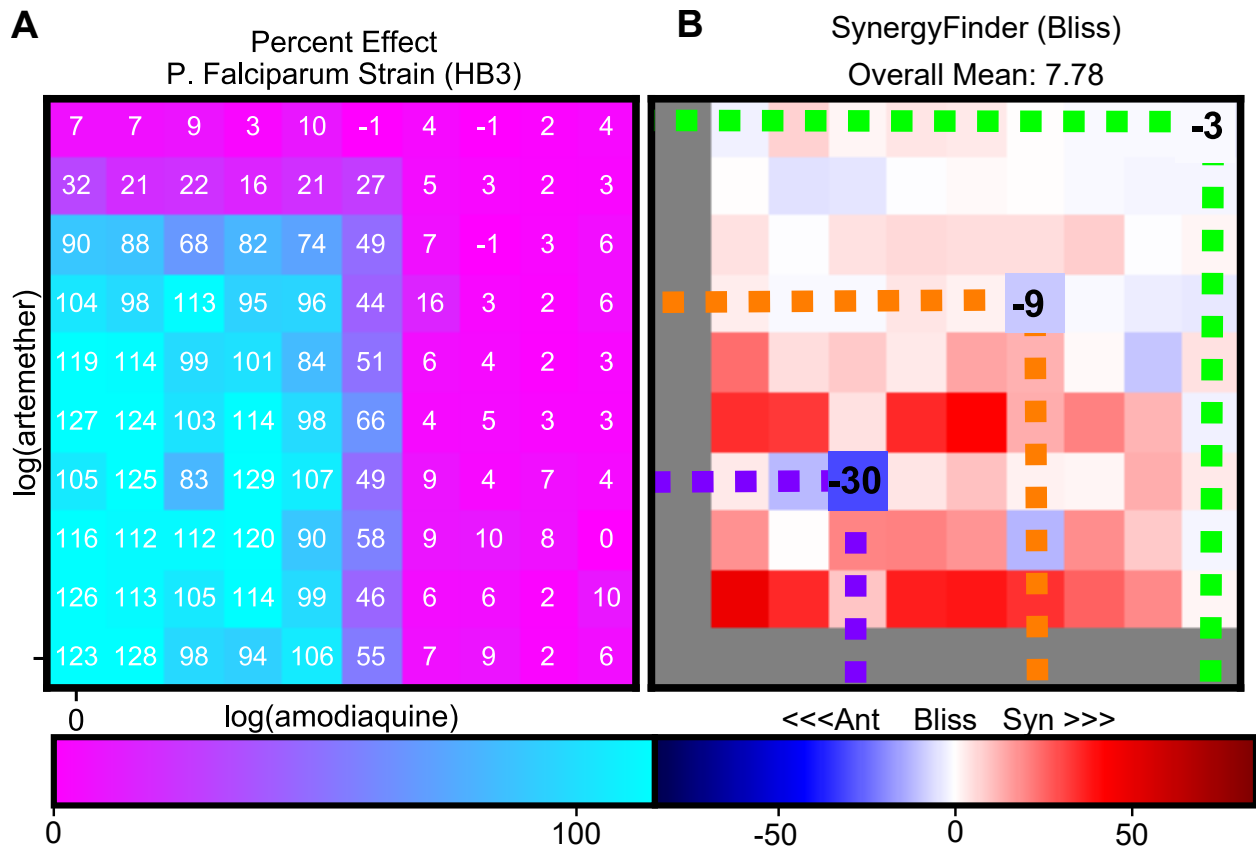 A
Percent Effect
P. Falciparum Strain (HB3)
7 7 9 3 10 -1 4 -1 2 4
32 21 22 16 21 27 5 3 2 3
90 88 68 82 74 49 7 -1 3 6
104 98 113 95 96 44 16 3 2 6
119 114 99 101 84 51 6 4 2 3
127 124 103 114 98 66 4 5 3 3
105 125 83 129 107 49 9 4 7 4
116 112 112 120 90 58 9 10 8 0
126 113 105 114 99 46 6 6 2 10
123 128 98 94 106 55 7 9 2 6
log(artemether)
0
log(amodiaquine)
0 100
B
SynergyFinder (Bliss)
Overall Mean: 7.78
-3
-9
-30
<<<Ant Bliss Syn >>>
-50 0 50